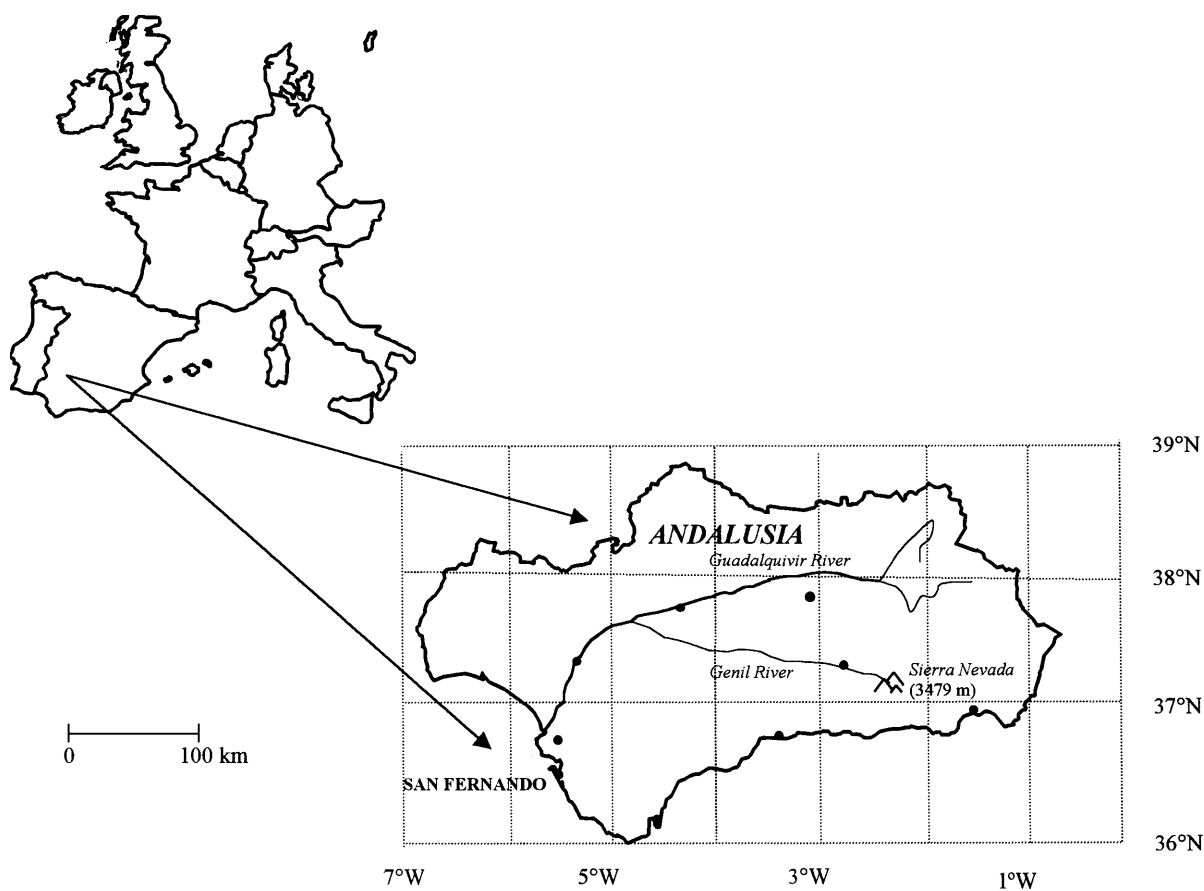 39°N
ANDALUSIA
Guadalquivir River
38°N
Genil River
Sierra Nevada
(3479 m)
37°N
0 100 km
SAN FERNANDO
36°N
7°W 5°W 3°W 1°W